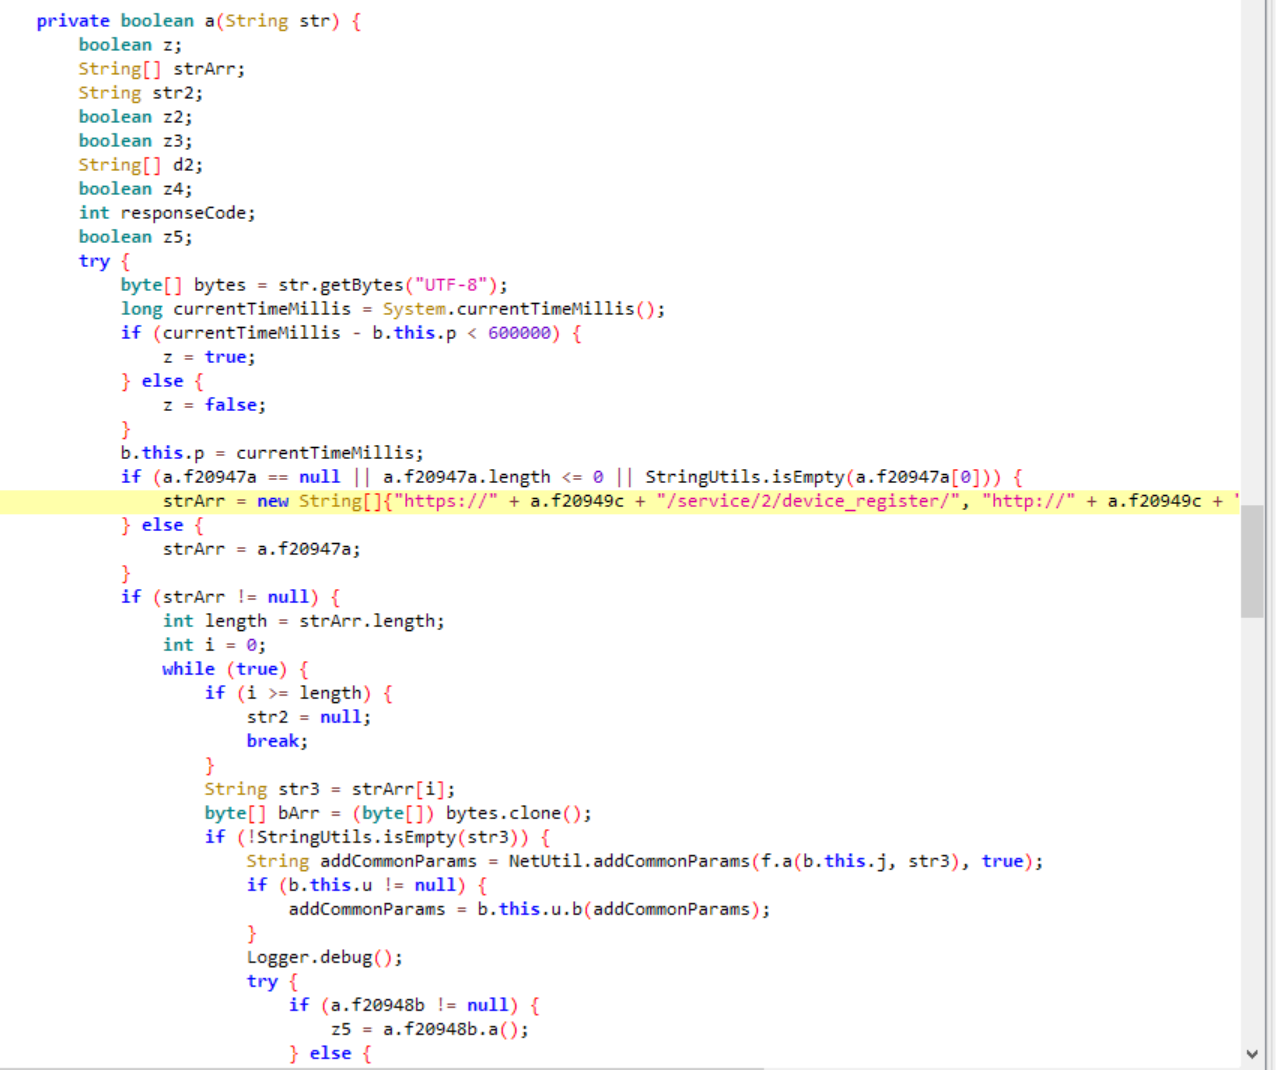 private boolean a(String str) {
boolean z;
String[] strArr;
String str2;
boolean z2;
boolean z3;
String[] d2;
boolean z4;
int responseCode;
boolean z5;
try {
byte[] bytes = str.getBytes("UTF-8");
long currentTimeMillis = System.currentTimeMillis();
if (currentTimeMillis - b.this.p < 600000) {
z = true;
} else {
z = false;
}
b.this.p = currentTimeMillis;
if (a.f20947a == null || a.f20947a.length <= 0 || StringUtils.isEmpty(a.f20947a[0])) {
strArr = new String[]{"https://" + a.f20949c + "/service/2/device_register/", "http://" + a.f20949c + "
} else {
strArr = a.f20947a;
}
if (strArr != null) {
int length = strArr.length;
int i = 0;
while (true) {
if (i >= length) {
str2 = null;
break;
}
String str3 = strArr[i];
byte[] bArr = (byte[]) bytes.clone();
if (!StringUtils.isEmpty(str3)) {
String addCommonParams = NetUtil.addCommonParams(f.a(b.this.j, str3), true);
if (b.this.u != null) {
addCommonParams = b.this.u.b(addCommonParams);
}
Logger.debug();
try {
if (a.f20948b != null) {
z5 = a.f20948b.a();
} else {